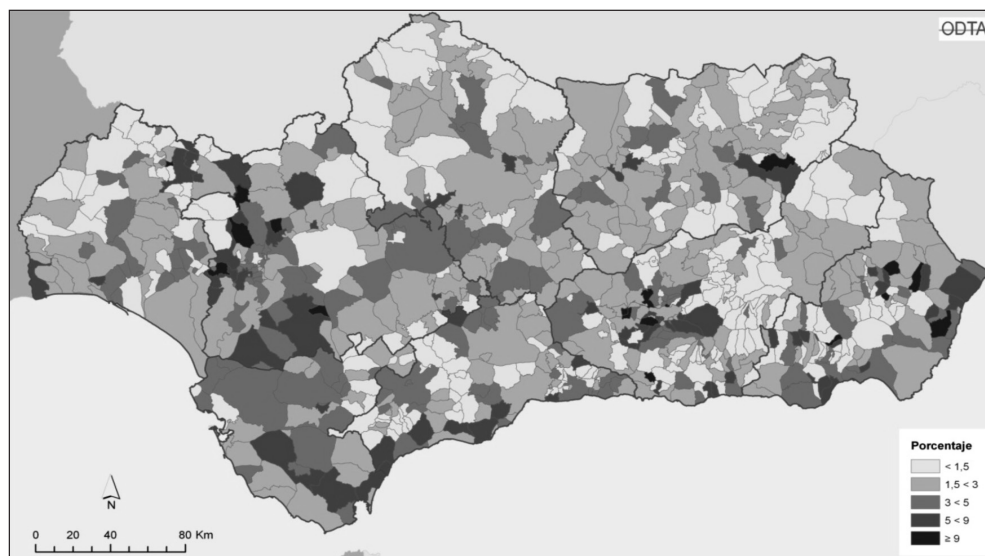 ODTA
N
0 20 40 80 Km
Porcentaje
< 1,5
1,5 < 3
3 < 5
5 < 9
≥ 9